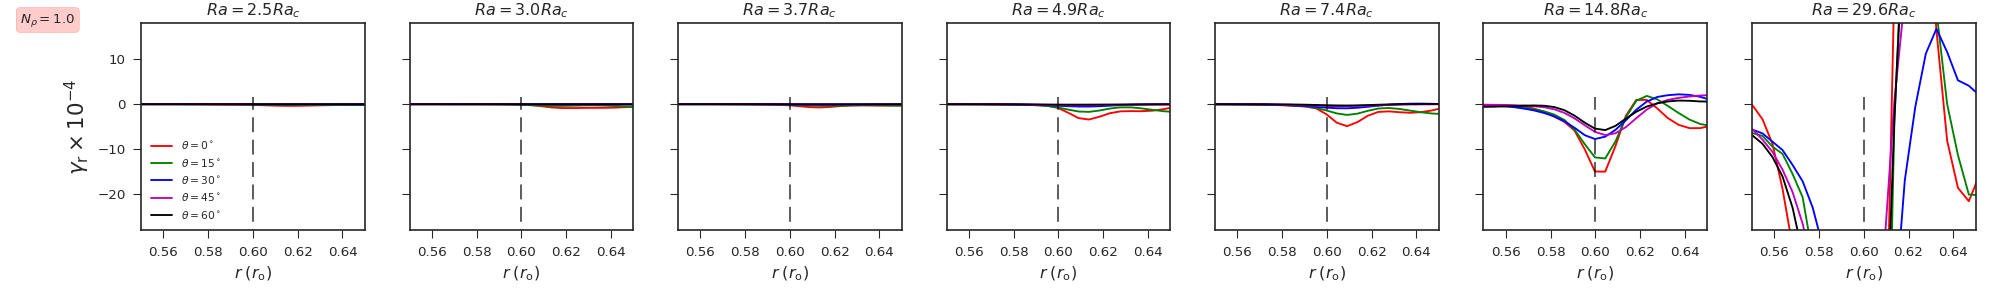 Nρ = 1.0
Ra = 2.5Ra_c
Ra = 3.0Ra_c
Ra = 3.7Ra_c
Ra = 4.9Ra_c
Ra = 7.4Ra_c
Ra = 14.8Ra_c
Ra = 29.6Ra_c
γ_r × 10⁻⁴
10
0
−10
−20
θ = 0°
θ = 15°
θ = 30°
θ = 45°
θ = 60°
0.56 0.58 0.60 0.62 0.64
0.56 0.58 0.60 0.62 0.64
0.56 0.58 0.60 0.62 0.64
0.56 0.58 0.60 0.62 0.64
0.56 0.58 0.60 0.62 0.64
0.56 0.58 0.60 0.62 0.64
0.56 0.58 0.60 0.62 0.64
r (r_o)
r (r_o)
r (r_o)
r (r_o)
r (r_o)
r (r_o)
r (r_o)